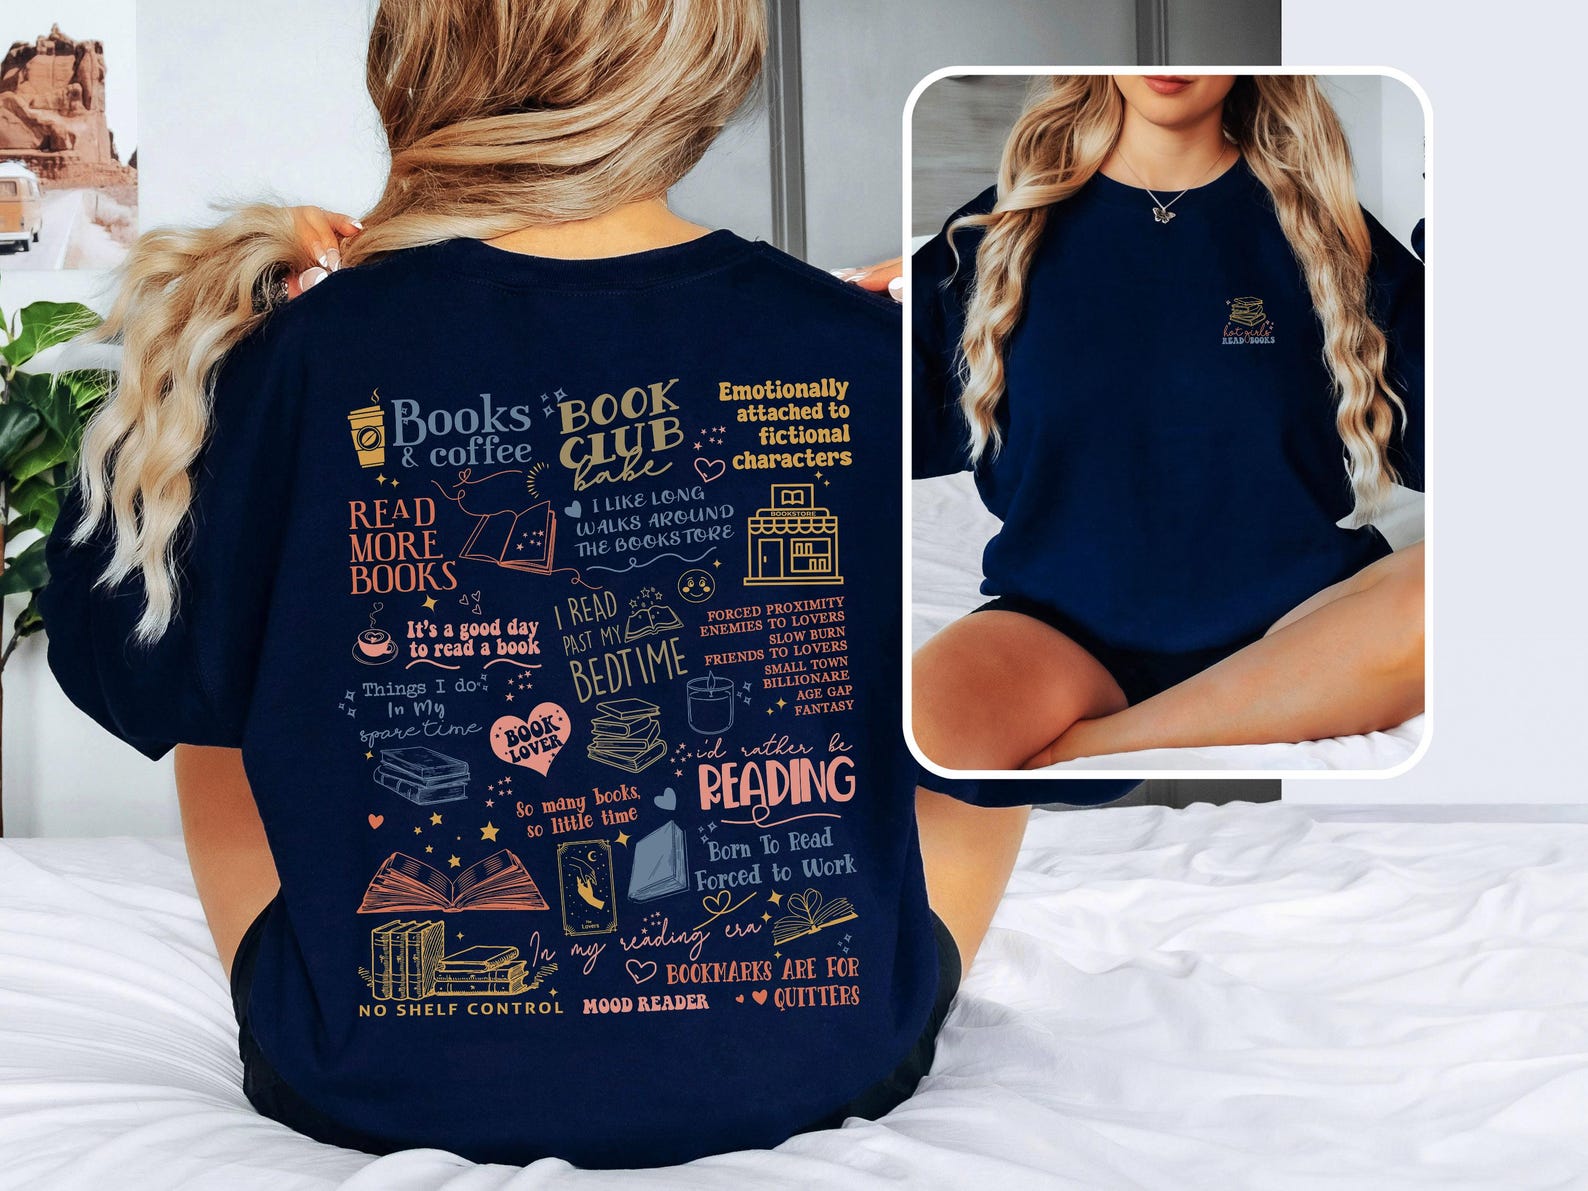 Books
& coffee
BOOK
CLUB
babe
Emotionally
attached to
fictional
characters
READ
MORE
BOOKS
I LIKE LONG
WALKS AROUND
THE BOOKSTORE
BOOKSTORE
It's a good day
to read a book
I READ
PAST MY
BEDTIME
FORCED PROXIMITY
ENEMIES TO LOVERS
SLOW BURN
FRIENDS TO LOVERS
SMALL TOWN
BILLIONARE
AGE GAP
FANTASY
Things I do
In My
spare time
BOOK
LOVER
i'd rather be
READING
So many books,
so little time
Born To Read
Forced to Work
The
Lovers
In my reading era
BOOKMARKS ARE FOR
QUITTERS
NO SHELF CONTROL
MOOD READER
hot girls
READ BOOKS